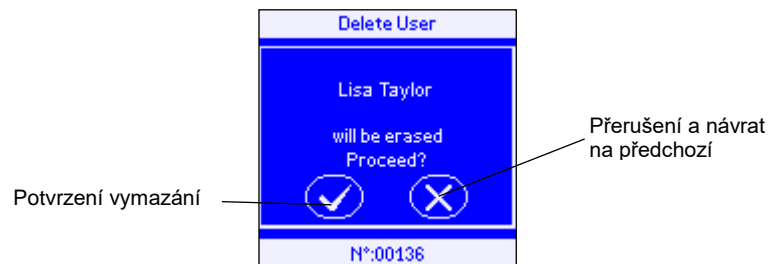 Delete User
Lisa Taylor
will be erased
Proceed?
Přerušení a návrat
na předchozí
Potvrzení vymazání
N°:00136